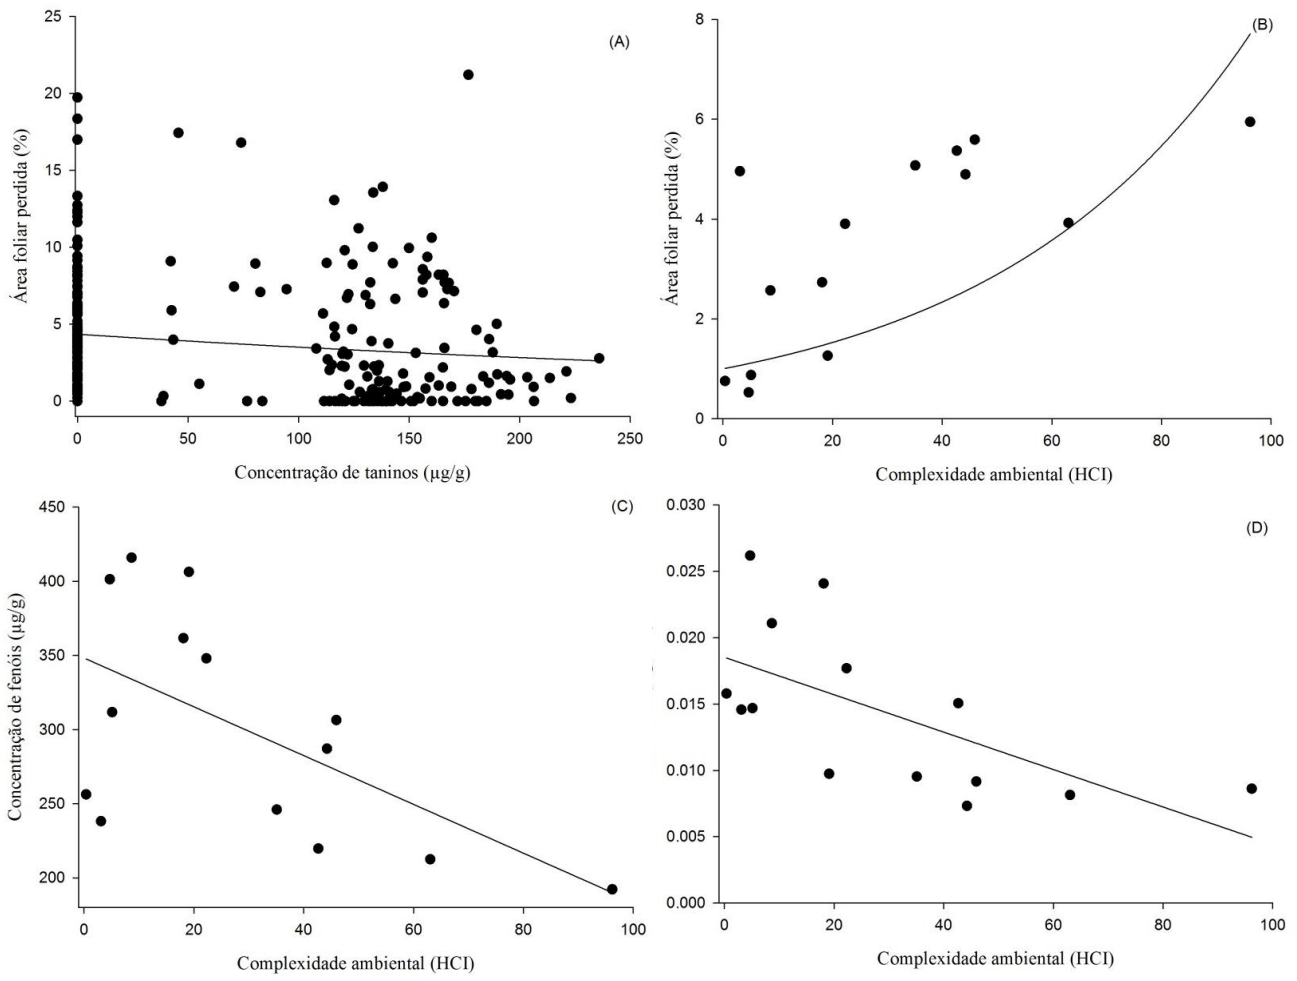 (A)
25
20
15
10
5
0
Área foliar perdida (%)
0 50 100 150 200 250
Concentração de taninos (µg/g)
(B)
8
6
4
2
0
Área foliar perdida (%)
0 20 40 60 80 100
Complexidade ambiental (HCI)
(C)
450
400
350
300
250
200
Concentração de fenóis (µg/g)
0 20 40 60 80 100
Complexidade ambiental (HCI)
(D)
0.030
0.025
0.020
0.015
0.010
0.005
0.000
0 20 40 60 80 100
Complexidade ambiental (HCI)